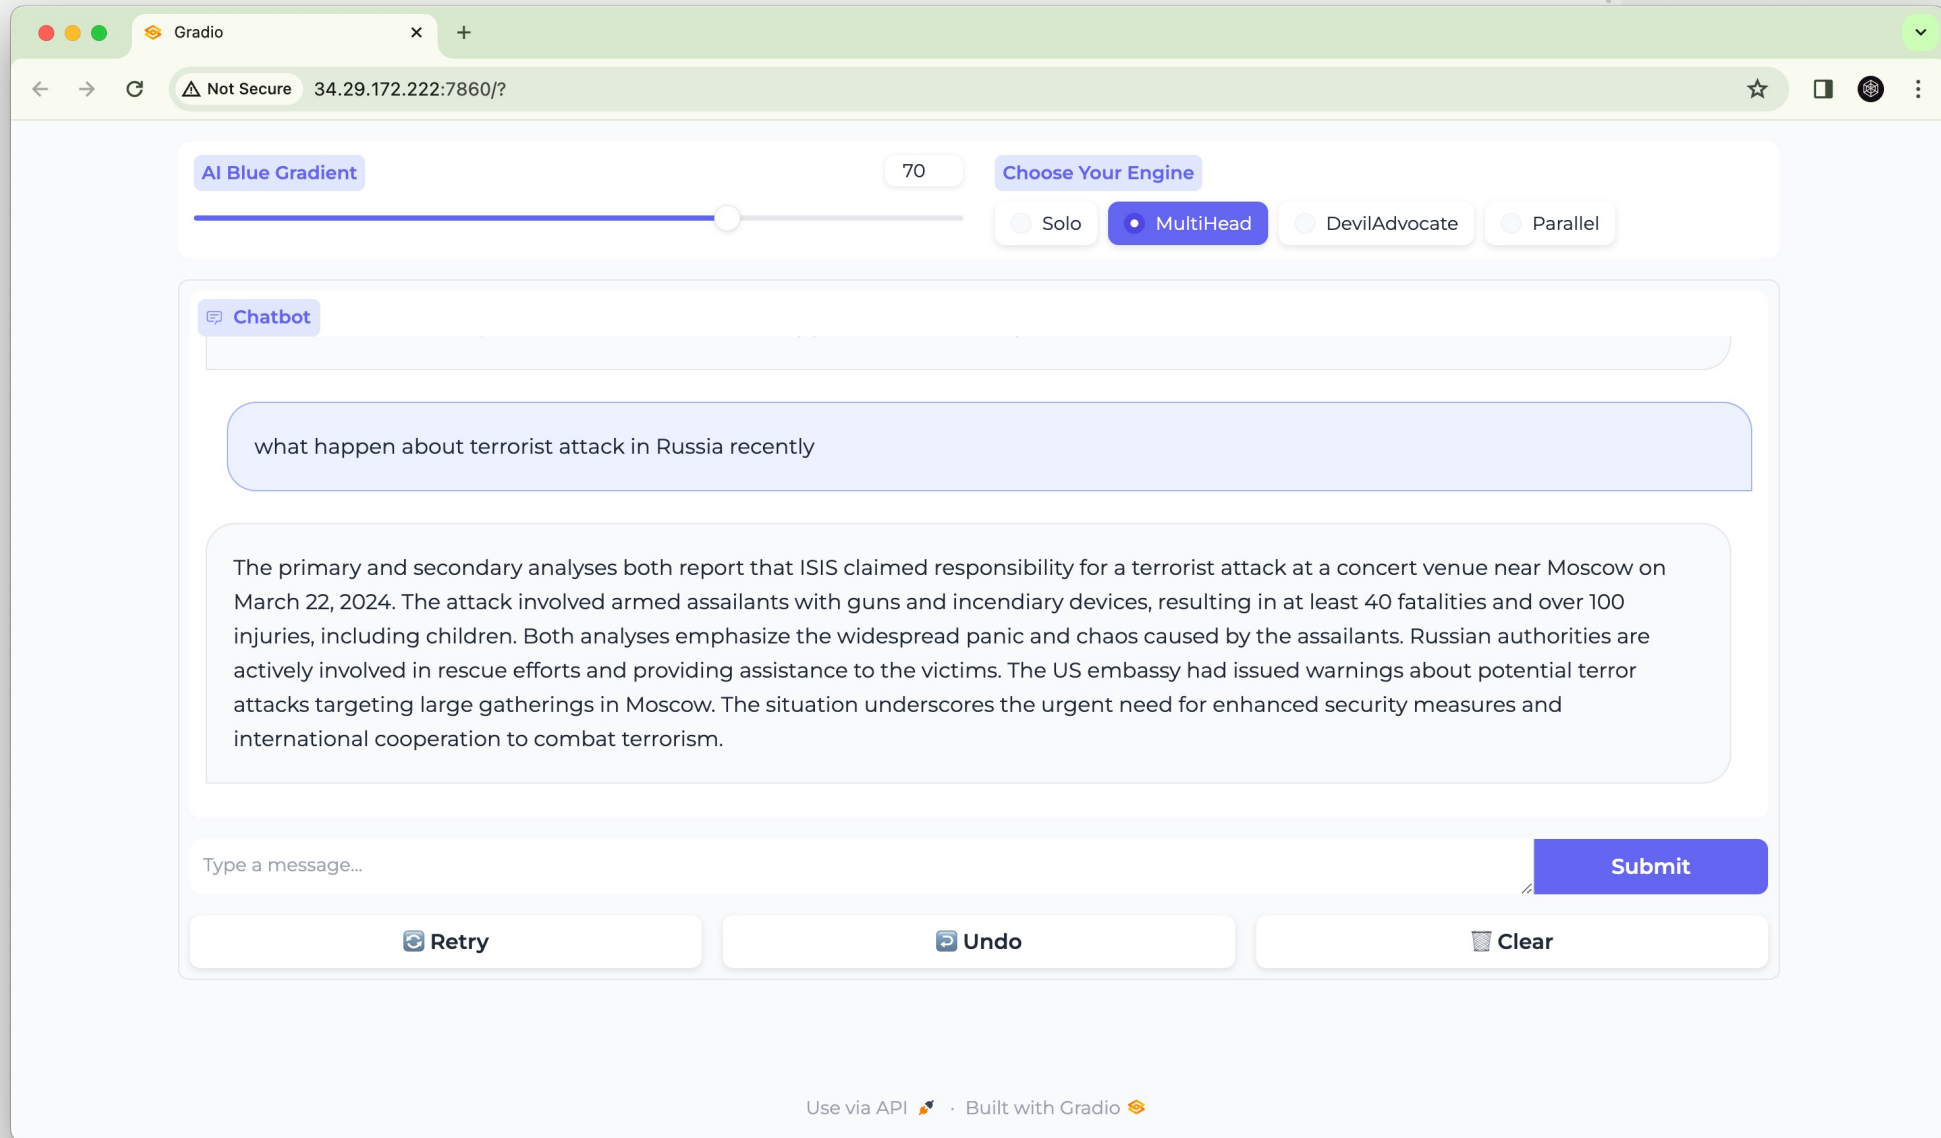 Gradio
Not Secure 34.29.172.222:7860/?
AI Blue Gradient
70
Choose Your Engine
Solo
MultiHead
DevilAdvocate
Parallel
Chatbot
what happen about terrorist attack in Russia recently
The primary and secondary analyses both report that ISIS claimed responsibility for a terrorist attack at a concert venue near Moscow on
March 22, 2024. The attack involved armed assailants with guns and incendiary devices, resulting in at least 40 fatalities and over 100
injuries, including children. Both analyses emphasize the widespread panic and chaos caused by the assailants. Russian authorities are
actively involved in rescue efforts and providing assistance to the victims. The US embassy had issued warnings about potential terror
attacks targeting large gatherings in Moscow. The situation underscores the urgent need for enhanced security measures and
international cooperation to combat terrorism.
Type a message...
Submit
Retry
Undo
Clear
Use via API · Built with Gradio